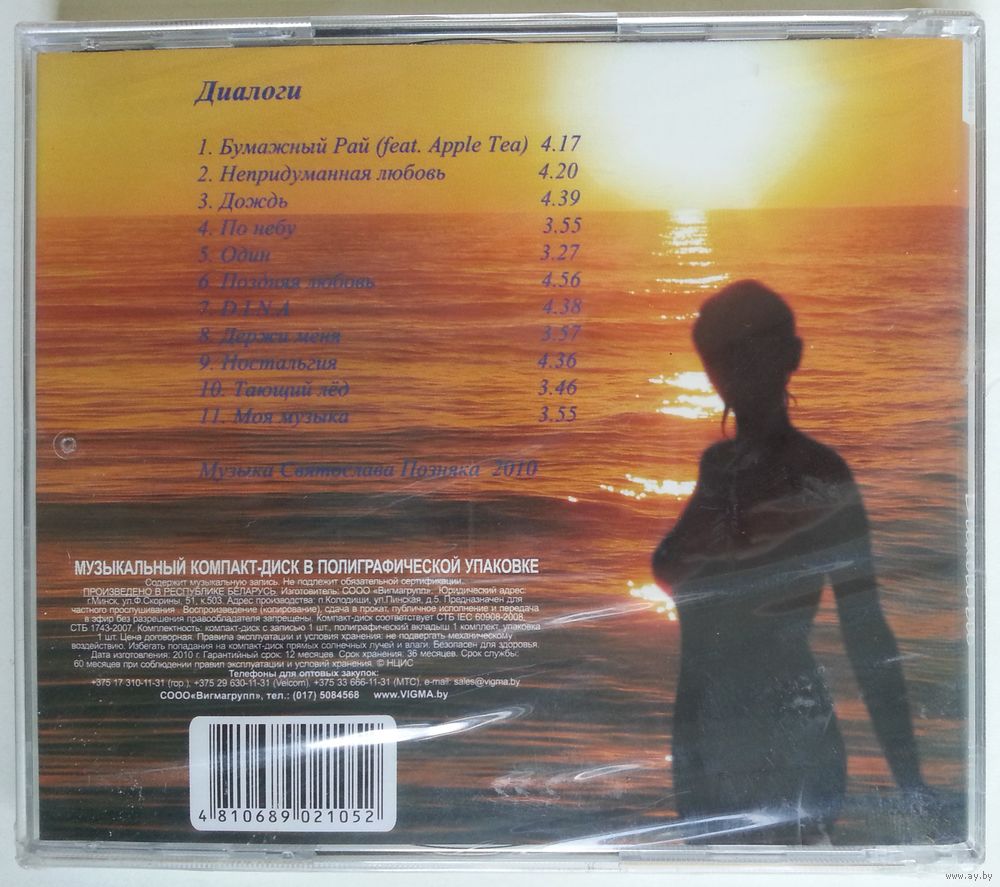 Диалоги
1. Бумажный Рай (feat. Apple Tea) 4.17
2. Непридуманная любовь 4.20
3. Дождь 4.39
4. По небу 3.55
5. Один 3.27
6. Поздняя любовь 4.56
7. D.I.N.A 4.38
8. Держи меня 3.57
9. Ностальгия 4.36
10. Тающий лёд 3.46
11. Моя музыка 3.55
Музыка Святослава Позняка 2010
МУЗЫКАЛЬНЫЙ КОМПАКТ-ДИСК В ПОЛИГРАФИЧЕСКОЙ УПАКОВКЕ
Содержит музыкальную запись. Не подлежит обязательной сертификации.
ПРОИЗВЕДЕНО В РЕСПУБЛИКЕ БЕЛАРУСЬ. Изготовитель: СООО «Вигмагрупп». Юридический адрес:
г.Минск, ул.Ф.Скорины, 51, к.503. Адрес производства: п.Колодищи, ул.Минская, д.5. Предназначен для
частного прослушивания. Воспроизведение (копирование), сдача в прокат, публичное исполнение и передача
в эфир без разрешения правообладателя запрещены. Компакт-диск соответствует СТБ IEC 60908-2008,
СТБ 1743-2007. Комплектность: компакт-диск с записью 1 шт., полиграфический вкладыш 1 комплект, упаковка
1 шт. Цена договорная. Правила эксплуатации и условия хранения: не подвергать механическому
воздействию. Избегать попадания на компакт-диск прямых солнечных лучей и влаги. Безопасен для здоровья.
Дата изготовления: 2010 г. Гарантийный срок: 12 месяцев. Срок хранения: 36 месяцев. Срок службы:
60 месяцев при соблюдении правил эксплуатации и условий хранения. © НЦИС
Телефоны для оптовых закупок:
+375 17 310-11-31 (гор.), +375 29 630-11-31 (Velcom), +375 33 666-11-31 (МТС), e-mail: sales@vigma.by
СООО«Вигмагрупп», тел.: (017) 5084568 www.VIGMA.by
4 810689 021052
www.ay.by